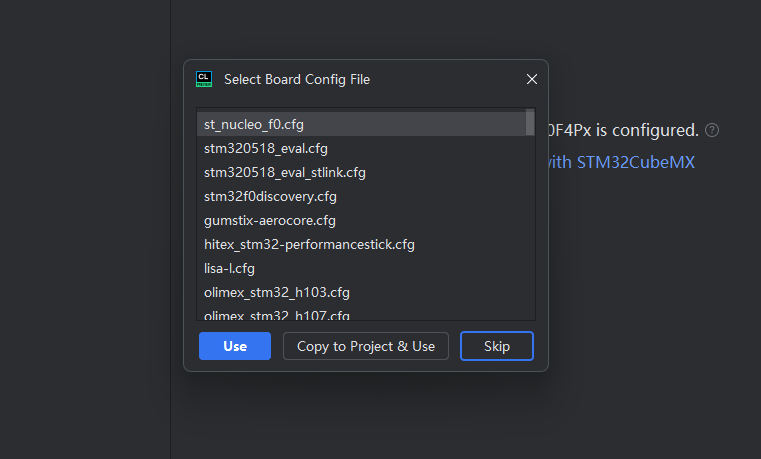 CL
Select Board Config File
st_nucleo_f0.cfg
0F4Px is configured. ?
stm320518_eval.cfg
with STM32CubeMX
stm320518_eval_stlink.cfg
stm32f0discovery.cfg
gumstix-aerocore.cfg
hitex_stm32-performancestick.cfg
lisa-l.cfg
olimex_stm32_h103.cfg
olimex_stm32_h107.cfg
Use
Copy to Project & Use
Skip